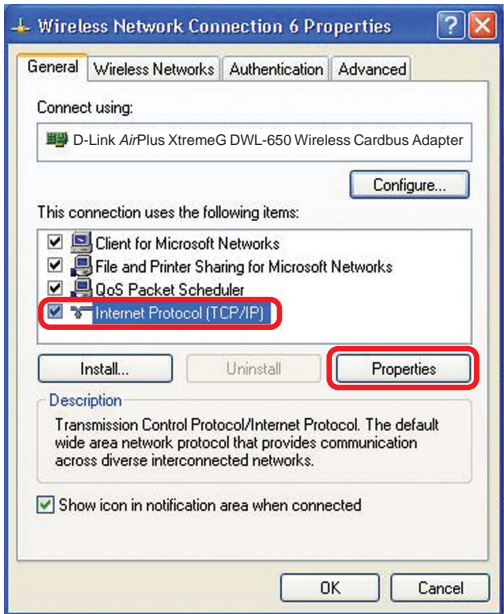 Wireless Network Connection 6 Properties
General Wireless Networks Authentication Advanced
Connect using:
D-Link AirPlus XtremeG DWL-650 Wireless Cardbus Adapter
Configure...
This connection uses the following items:
Client for Microsoft Networks
File and Printer Sharing for Microsoft Networks
QoS Packet Scheduler
Internet Protocol (TCP/IP)
Install... Uninstall Properties
Description
Transmission Control Protocol/Internet Protocol. The default
wide area network protocol that provides communication
across diverse interconnected networks.
Show icon in notification area when connected
OK Cancel